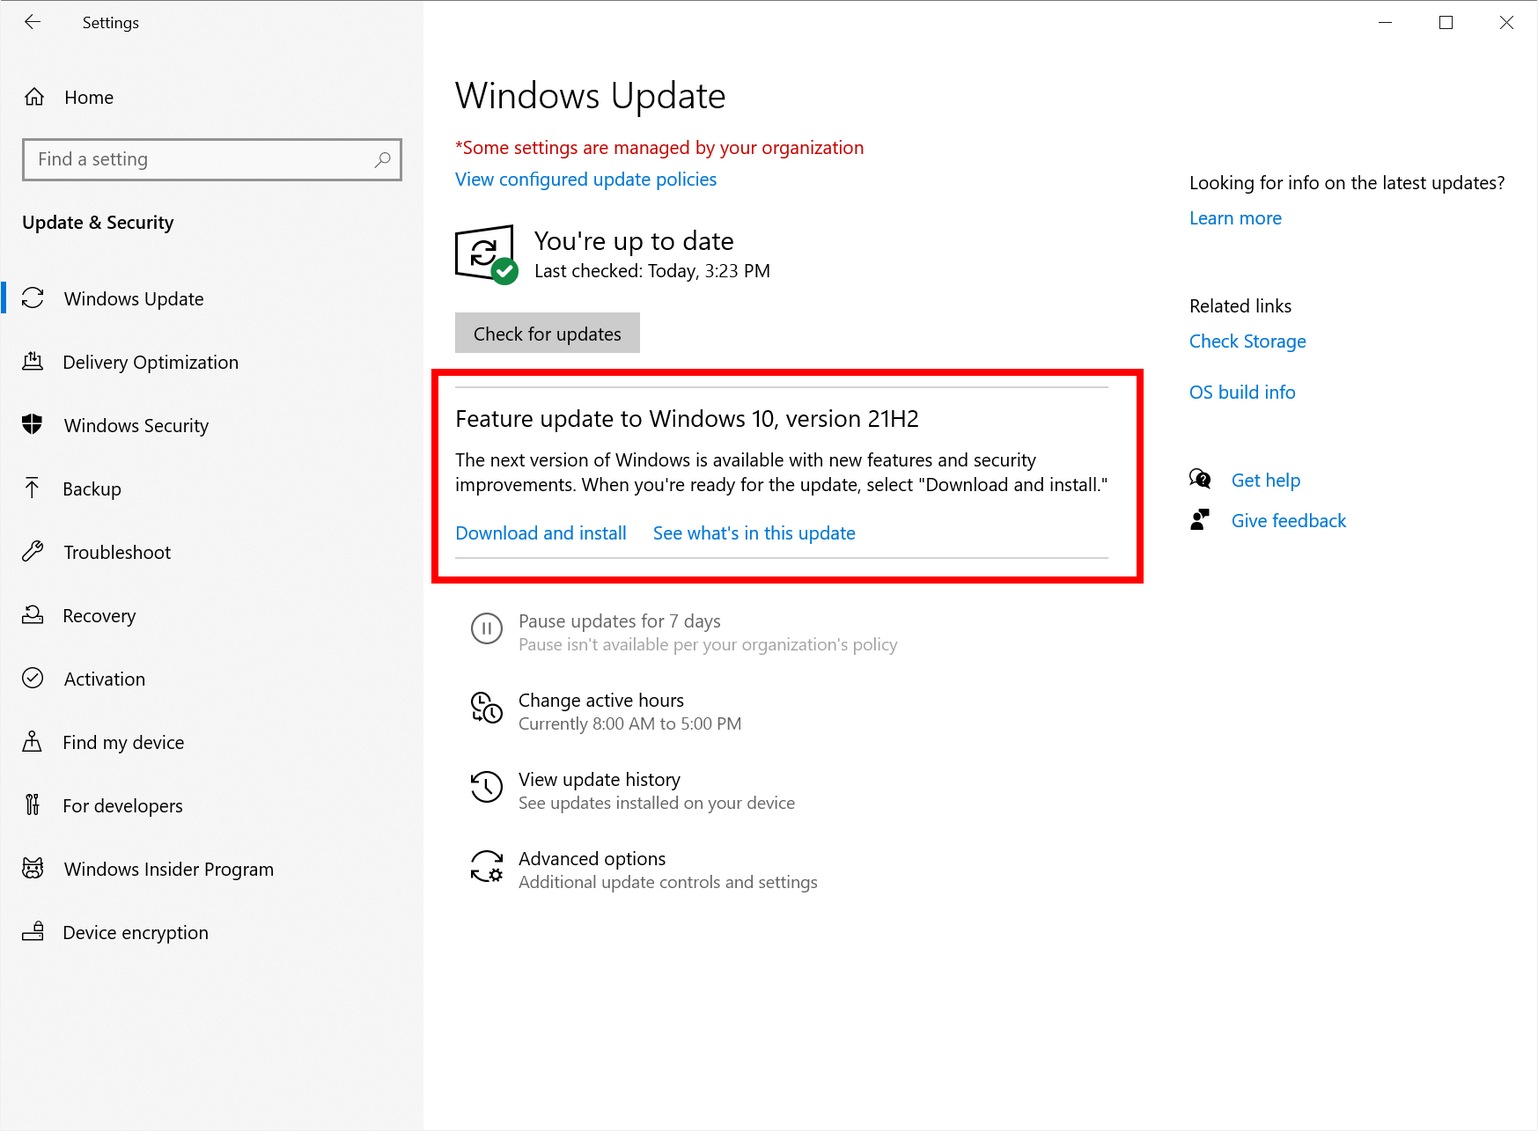 Settings
Home
Find a setting
Update & Security
Windows Update
Delivery Optimization
Windows Security
Backup
Troubleshoot
Recovery
Activation
Find my device
For developers
Windows Insider Program
Device encryption
Windows Update
*Some settings are managed by your organization
View configured update policies
You're up to date
Last checked: Today, 3:23 PM
Check for updates
Feature update to Windows 10, version 21H2
The next version of Windows is available with new features and security
improvements. When you're ready for the update, select "Download and install."
Download and install See what's in this update
Pause updates for 7 days
Pause isn't available per your organization's policy
Change active hours
Currently 8:00 AM to 5:00 PM
View update history
See updates installed on your device
Advanced options
Additional update controls and settings
Looking for info on the latest updates?
Learn more
Related links
Check Storage
OS build info
Get help
Give feedback